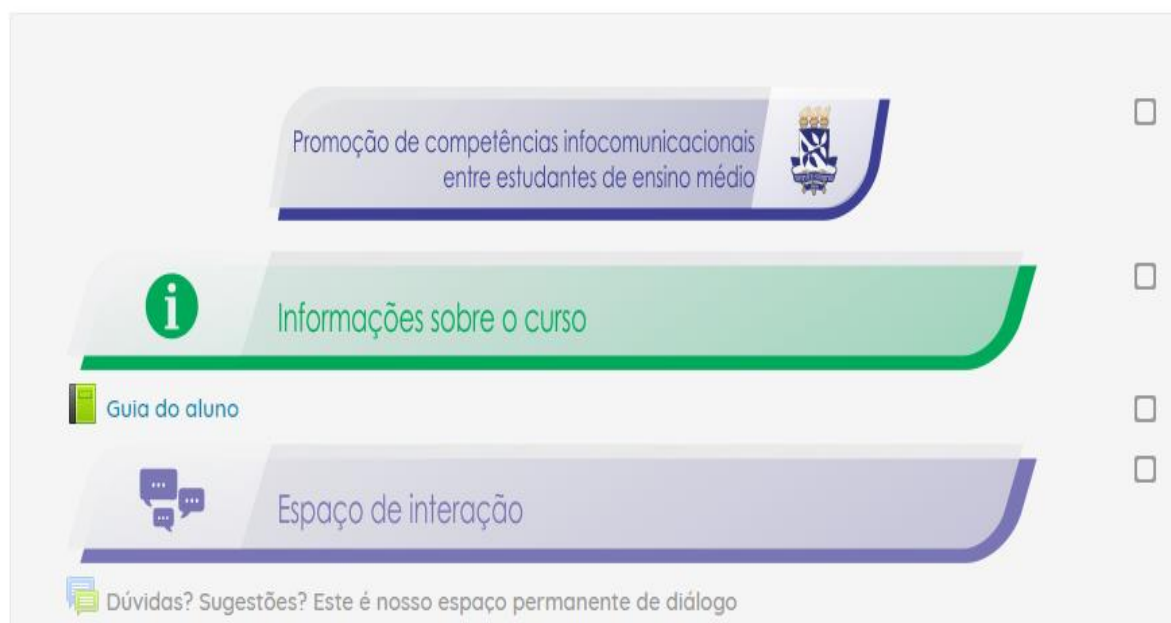 Promoção de competências infocomunicacionais
entre estudantes de ensino médio
Informações sobre o curso
Guia do aluno
Espaço de interação
Dúvidas? Sugestões? Este é nosso espaço permanente de diálogo